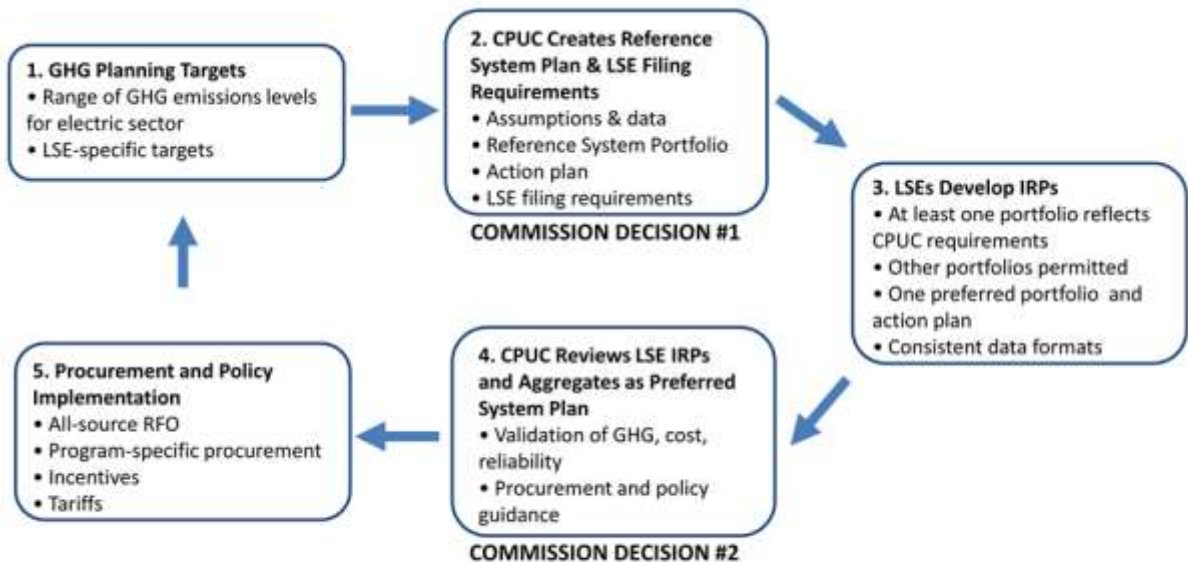 1. GHG Planning Targets
• Range of GHG emissions levels
for electric sector
• LSE-specific targets
2. CPUC Creates Reference
System Plan & LSE Filing
Requirements
• Assumptions & data
• Reference System Portfolio
• Action plan
• LSE filing requirements
COMMISSION DECISION #1
3. LSEs Develop IRPs
• At least one portfolio reflects
CPUC requirements
• Other portfolios permitted
• One preferred portfolio and
action plan
• Consistent data formats
4. CPUC Reviews LSE IRPs
and Aggregates as Preferred
System Plan
• Validation of GHG, cost,
reliability
• Procurement and policy
guidance
COMMISSION DECISION #2
5. Procurement and Policy
Implementation
• All-source RFO
• Program-specific procurement
• Incentives
• Tariffs